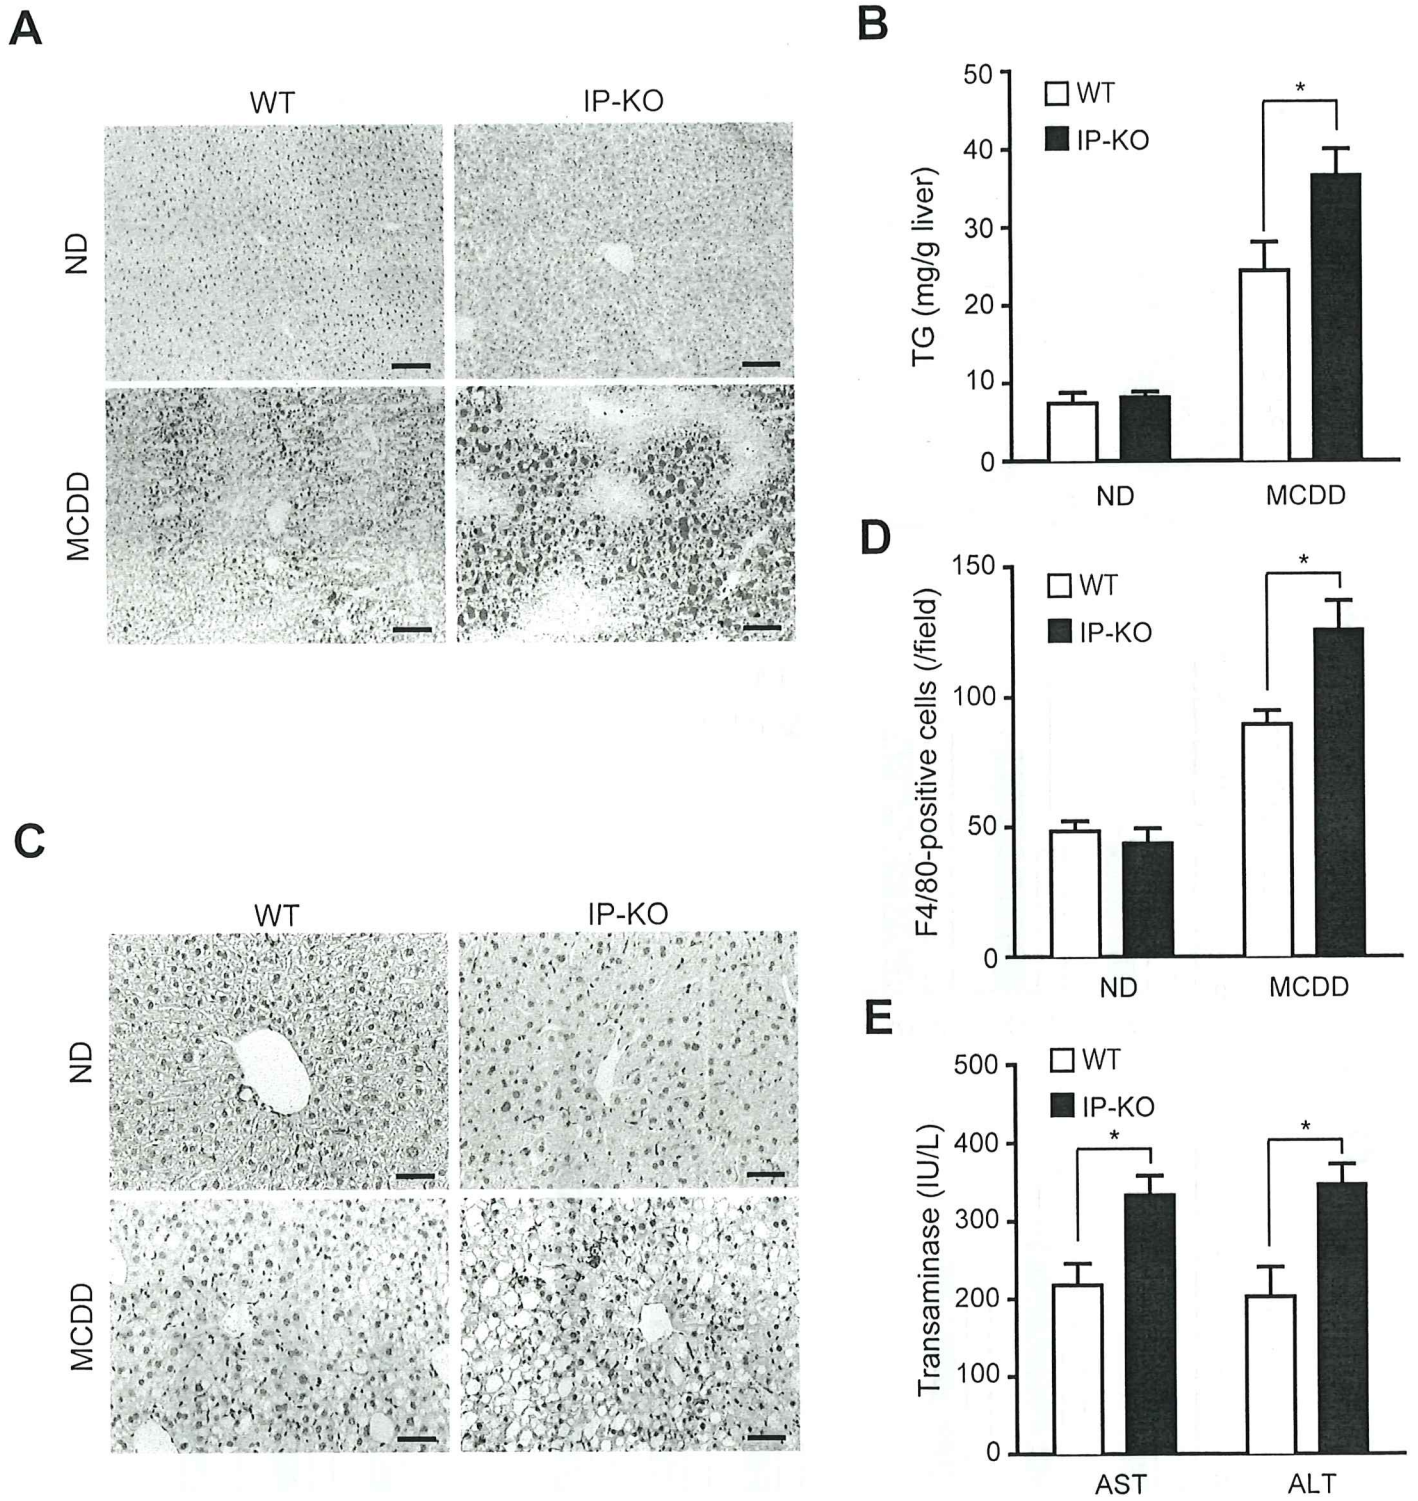 A
WT IP-KO
ND
MCDD
B
50
40
30
20
10
0
TG (mg/g liver)
WT
IP-KO
*
ND MCDD
C
WT IP-KO
ND
MCDD
D
150
100
50
0
F4/80-positive cells (/field)
WT
IP-KO
*
ND MCDD
E
500
400
300
200
100
0
Transaminase (IU/L)
WT
IP-KO
* *
AST ALT